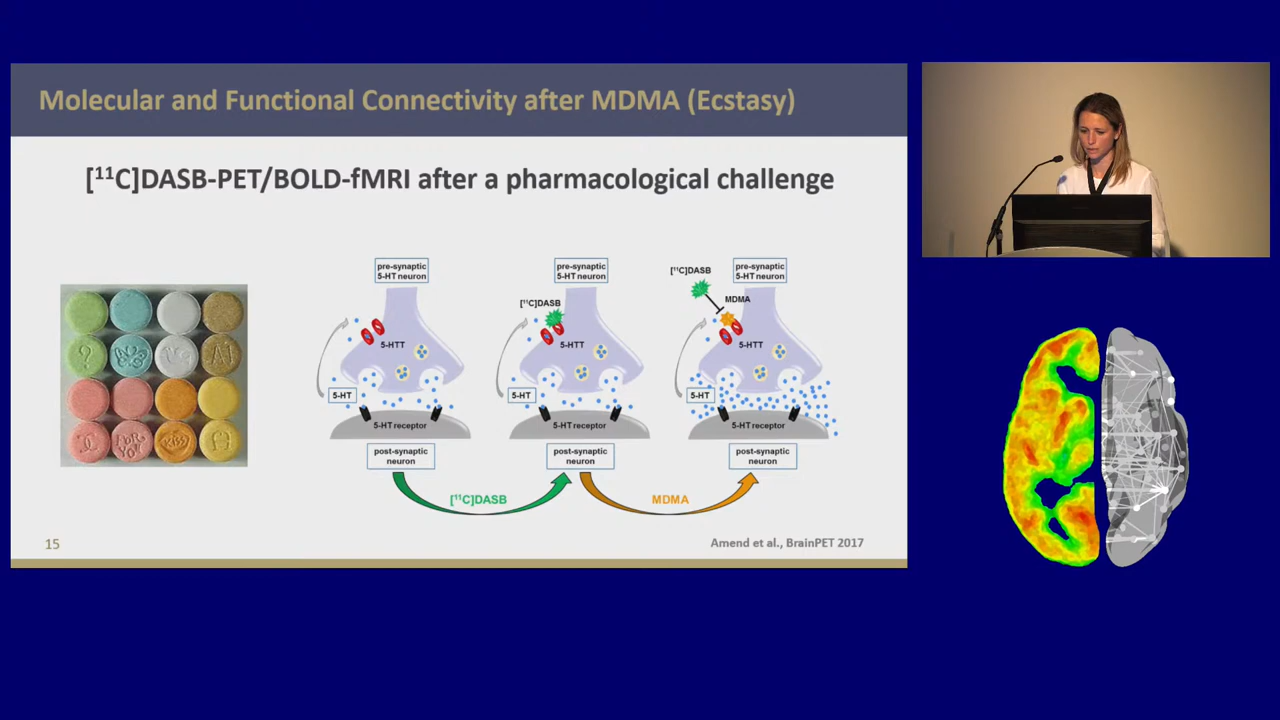 Molecular and Functional Connectivity after MDMA (Ecstasy)
[¹¹C]DASB-PET/BOLD-fMRI after a pharmacological challenge
pre-synaptic
5-HT neuron
5-HTT
5-HT
5-HT receptor
post-synaptic
neuron
pre-synaptic
5-HT neuron
[¹¹C]DASB
5-HTT
5-HT
5-HT receptor
post-synaptic
neuron
[¹¹C]DASB
pre-synaptic
5-HT neuron
MDMA
5-HTT
5-HT
5-HT receptor
post-synaptic
neuron
[¹¹C]DASB
MDMA
?
15
Amend et al., BrainPET 2017